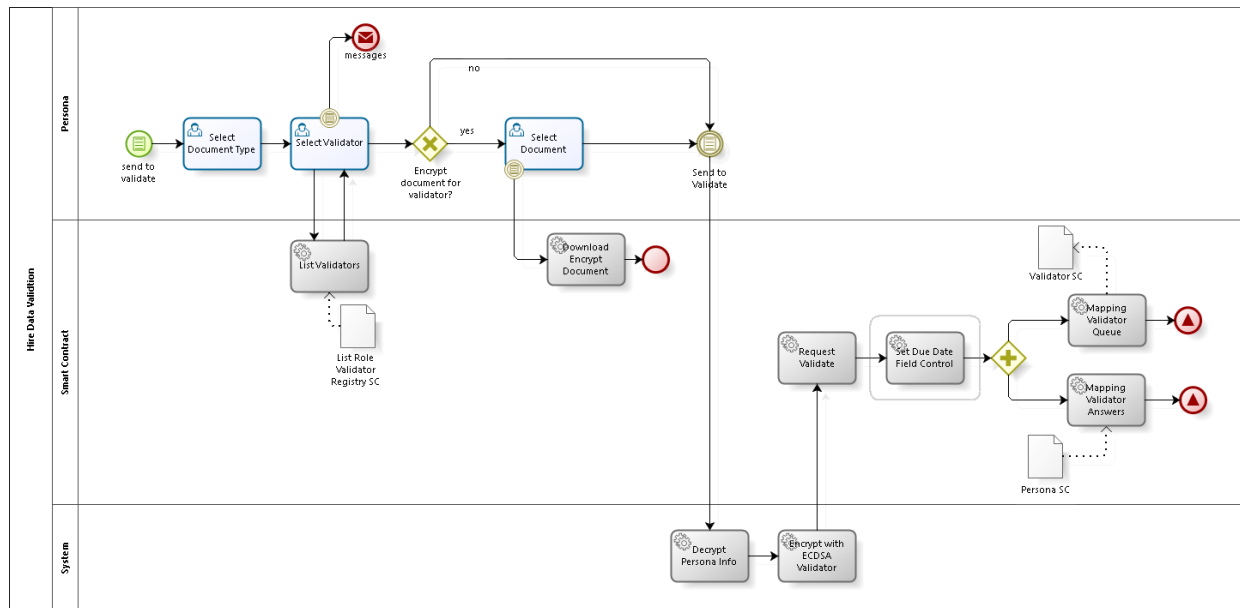 Hire Data Validtion
Persona
messages
no
send to
validate
Select
Document Type
Select Validator
Encrypt
document for
validator?
yes
Select
Document
Send to
Validate
Smart Contract
List Validators
List Role
Validator
Registry SC
Download
Encrypt
Document
Request
Validate
Set Due Date
Field Control
Validator SC
Mapping
Validator
Queue
Mapping
Validator
Answers
Persona SC
System
Decrypt
Persona Info
Encrypt with
ECDSA
Validator